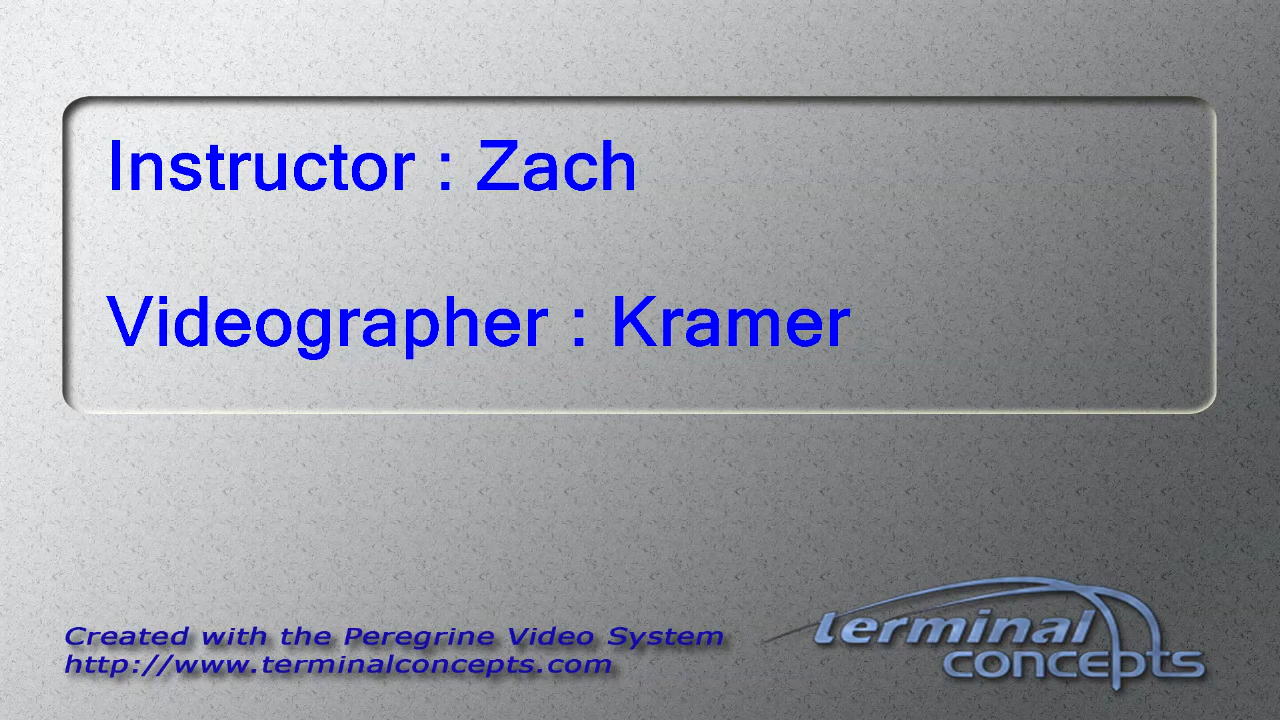 Instructor : Zach
Videographer : Kramer
Created with the Peregrine Video System
http://www.terminalconcepts.com
terminal
concepts